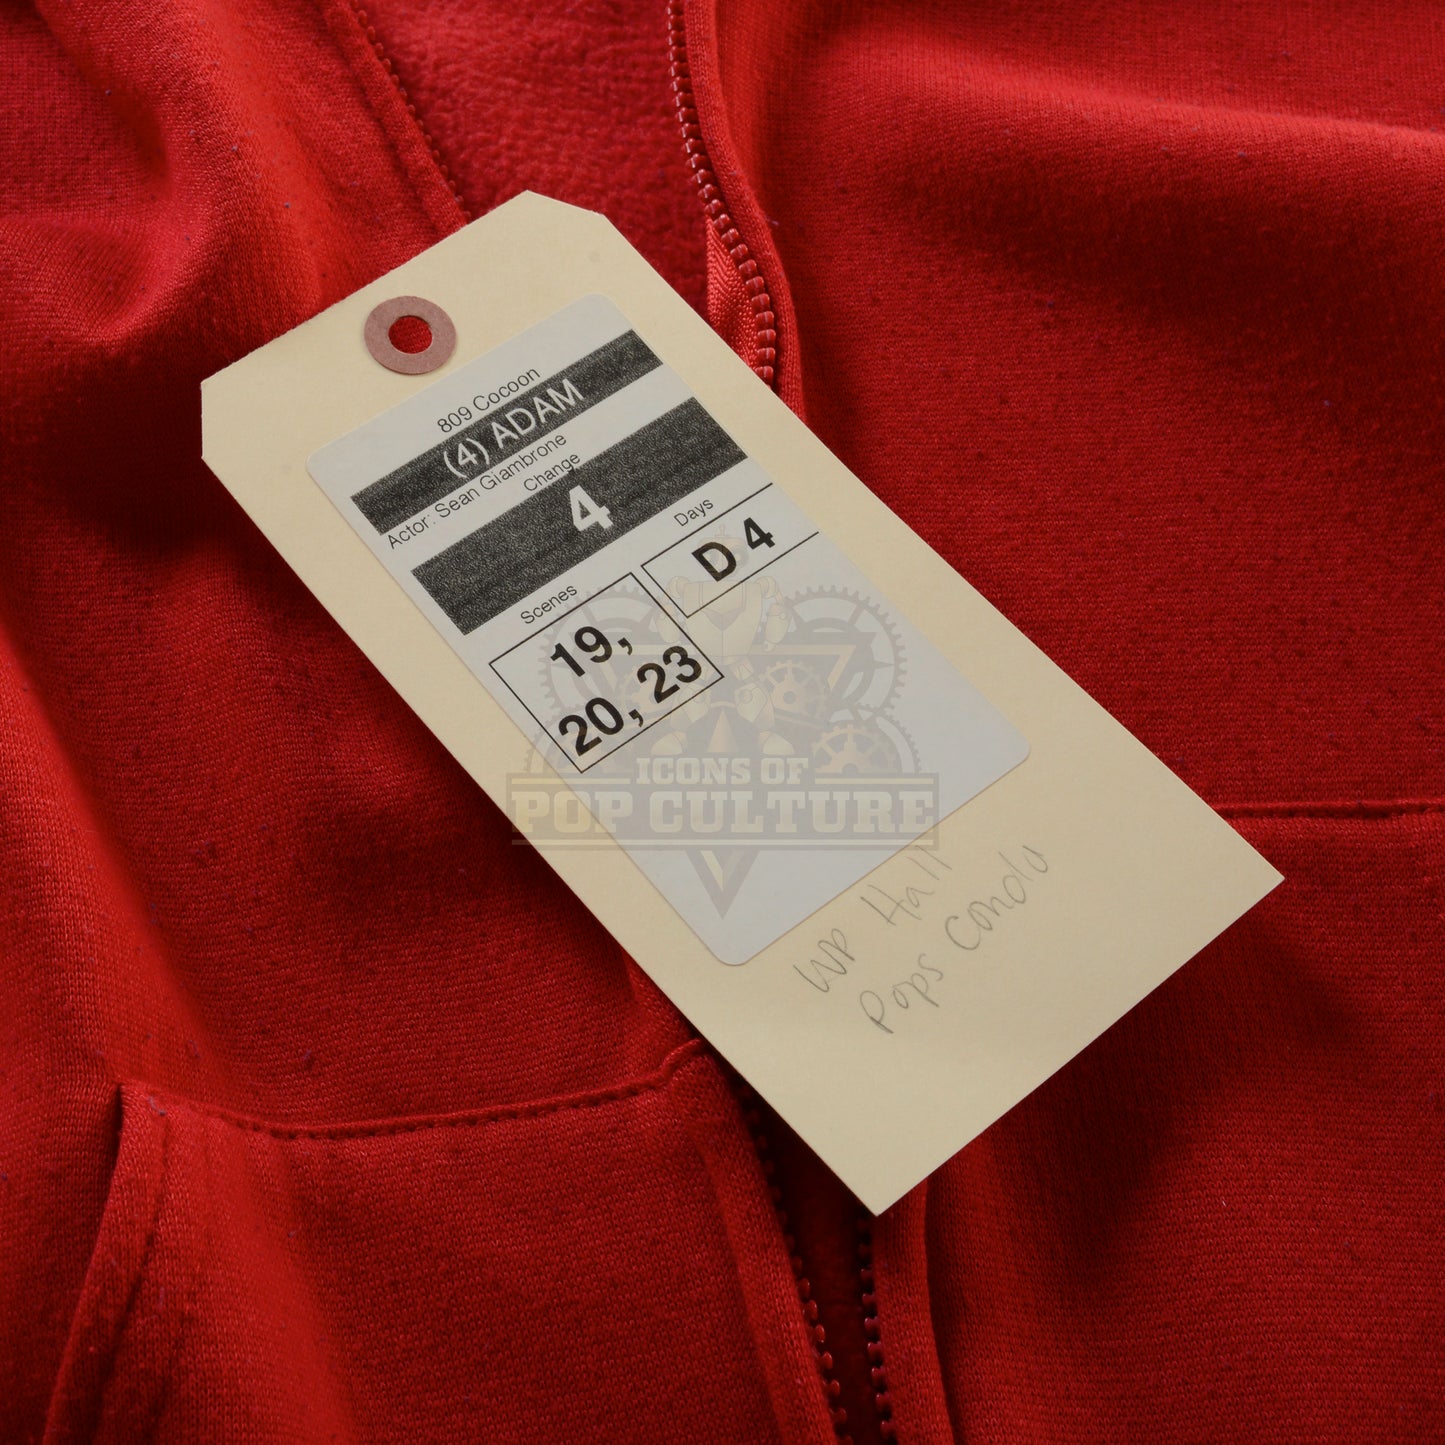 809 Cocoon
(4) ADAM
Actor: Sean Giambrone
Change
4
Days
D 4
Scenes
19,
20, 23
ICONS OF
POP CULTURE
WP Hall
Pops Condo